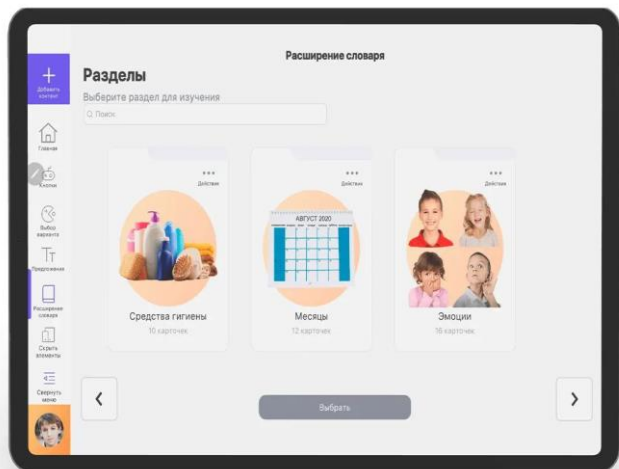 Расширение словаря
Разделы
Выберите раздел для изучения
Поиск
Добавить
контент
Главная
Кнопки
Выбор
варианта
Предложения
Расширение
словаря
Скрыть
элементы
Свернуть
меню
Действия
Средства гигиены
10 карточек
Действия
АВГУСТ 2020
Месяцы
12 карточек
Действия
Эмоции
16 карточек
Выбрать